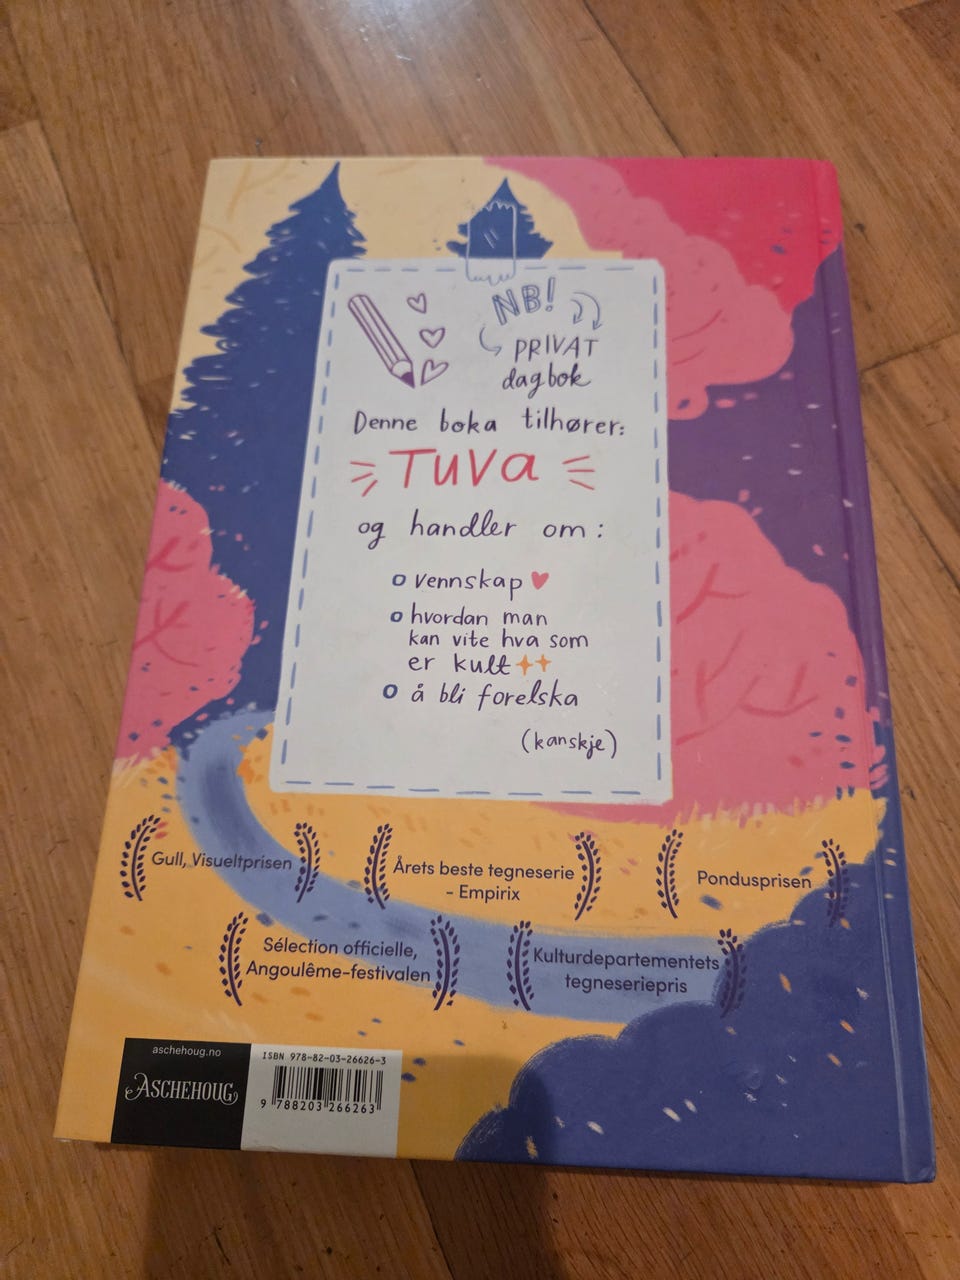 NB!
PRIVAT
dagbok
Denne boka tilhører:
TUVA
og handler om:
o vennskap
o hvordan man
kan vite hva som
er kult
o å bli forelska
(kanskje)
Gull, Visueltprisen
Årets beste tegneserie
- Empirix
Pondusprisen
Sélection officielle,
Angoulême-festivalen
Kulturdepartementets
tegneseriepris
aschehoug.no
ASCHEHOUG
ISBN 978-82-03-26626-3
9 788203 266263